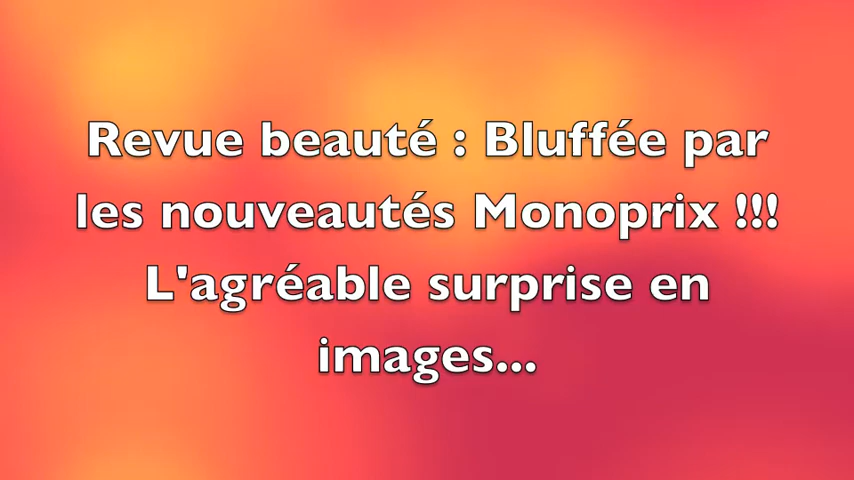 Revue beauté : Bluffée par
les nouveautés Monoprix !!!
L'agréable surprise en
images...